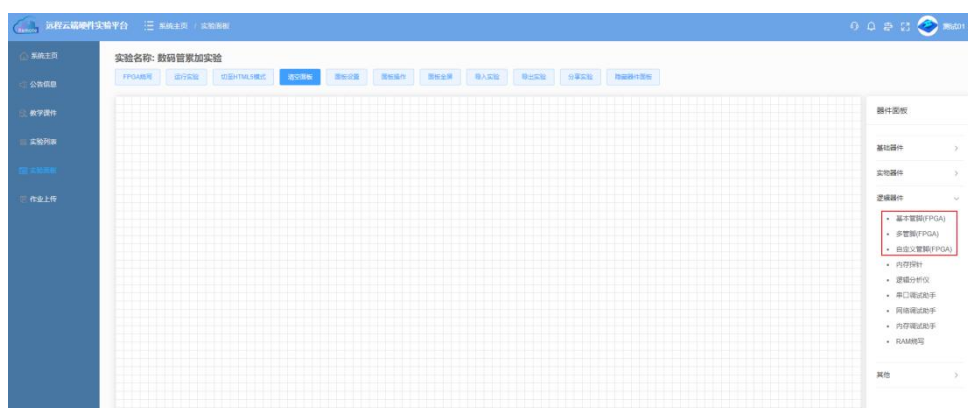 远程云端硬件实验平台
系统主页 / 实验面板
测试01
系统主页
公告信息
教学课件
实验列表
实验面板
作业上传
实验名称: 数码管累加实验
FPGA烧写 运行实验 切至HTML5模式 清空面板 面板设置 面板操作 面板全屏 导入实验 导出实验 分享实验 隐藏器件面板
器件面板
基础器件
实验器件
逻辑器件
基本管脚(FPGA)
多管脚(FPGA)
自定义管脚(FPGA)
内存探针
逻辑分析仪
串口调试助手
网络调试助手
内存调试助手
RAM烧写
其他